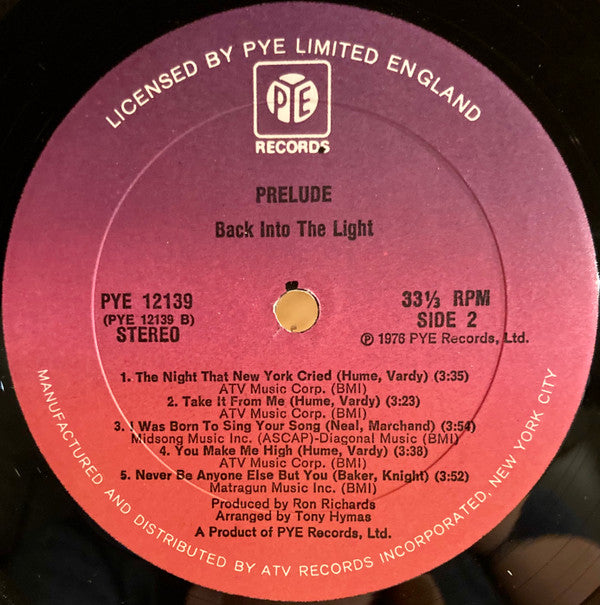 LICENSED BY PYE LIMITED ENGLAND
PYE
RECORDS
PRELUDE
Back Into The Light
PYE 12139
(PYE 12139 B)
STEREO
33⅓ RPM
SIDE 2
℗ 1976 PYE Records, Ltd.
1. The Night That New York Cried (Hume, Vardy) (3:35)
ATV Music Corp. (BMI)
2. Take It From Me (Hume, Vardy) (3:23)
ATV Music Corp. (BMI)
3. I Was Born To Sing Your Song (Neal, Marchand) (3:54)
Midsong Music Inc. (ASCAP)-Diagonal Music (BMI)
4. You Make Me High (Hume, Vardy) (3:38)
ATV Music Corp. (BMI)
5. Never Be Anyone Else But You (Baker, Knight) (3:52)
Matragun Music Inc. (BMI)
Produced by Ron Richards
Arranged by Tony Hymas
A Product of PYE Records, Ltd.
MANUFACTURED AND DISTRIBUTED BY ATV RECORDS INCORPORATED, NEW YORK CITY